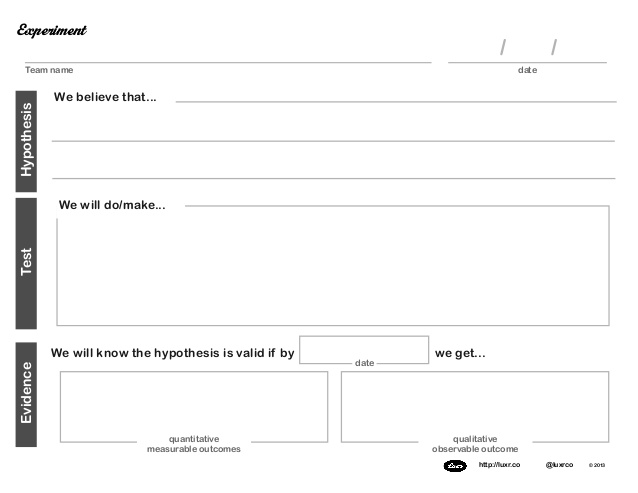 Experiment
/ /
Team name date
Hypothesis
We believe that...
Test
We will do/make...
Evidence
We will know the hypothesis is valid if by we get...
date
quantitative
measurable outcomes
qualitative
observable outcome
luxr http://luxr.co @luxrco © 2013